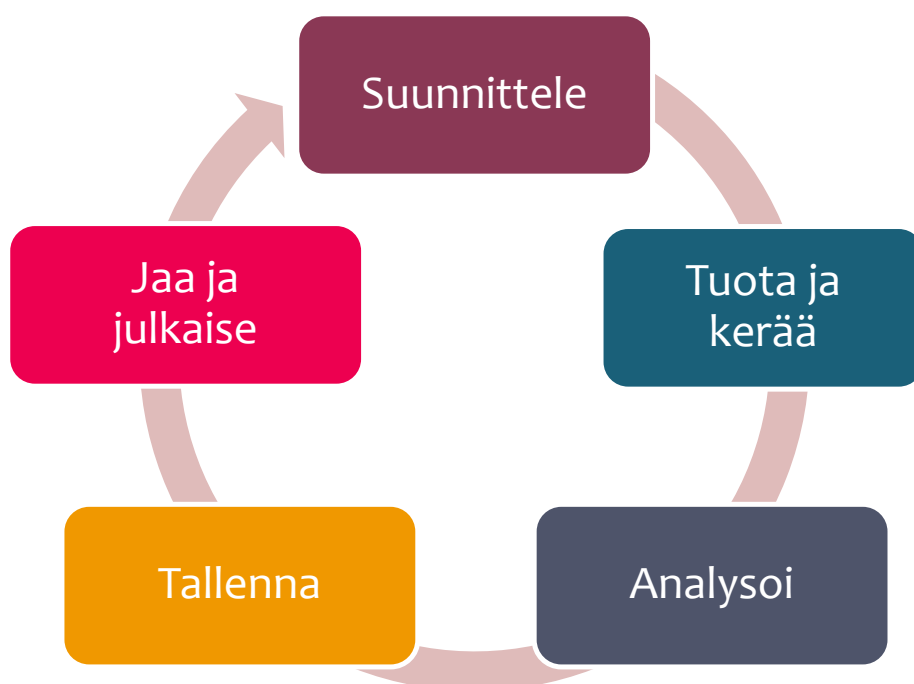 Suunnittele
Tuota ja
kerää
Analysoi
Tallenna
Jaa ja
julkaise